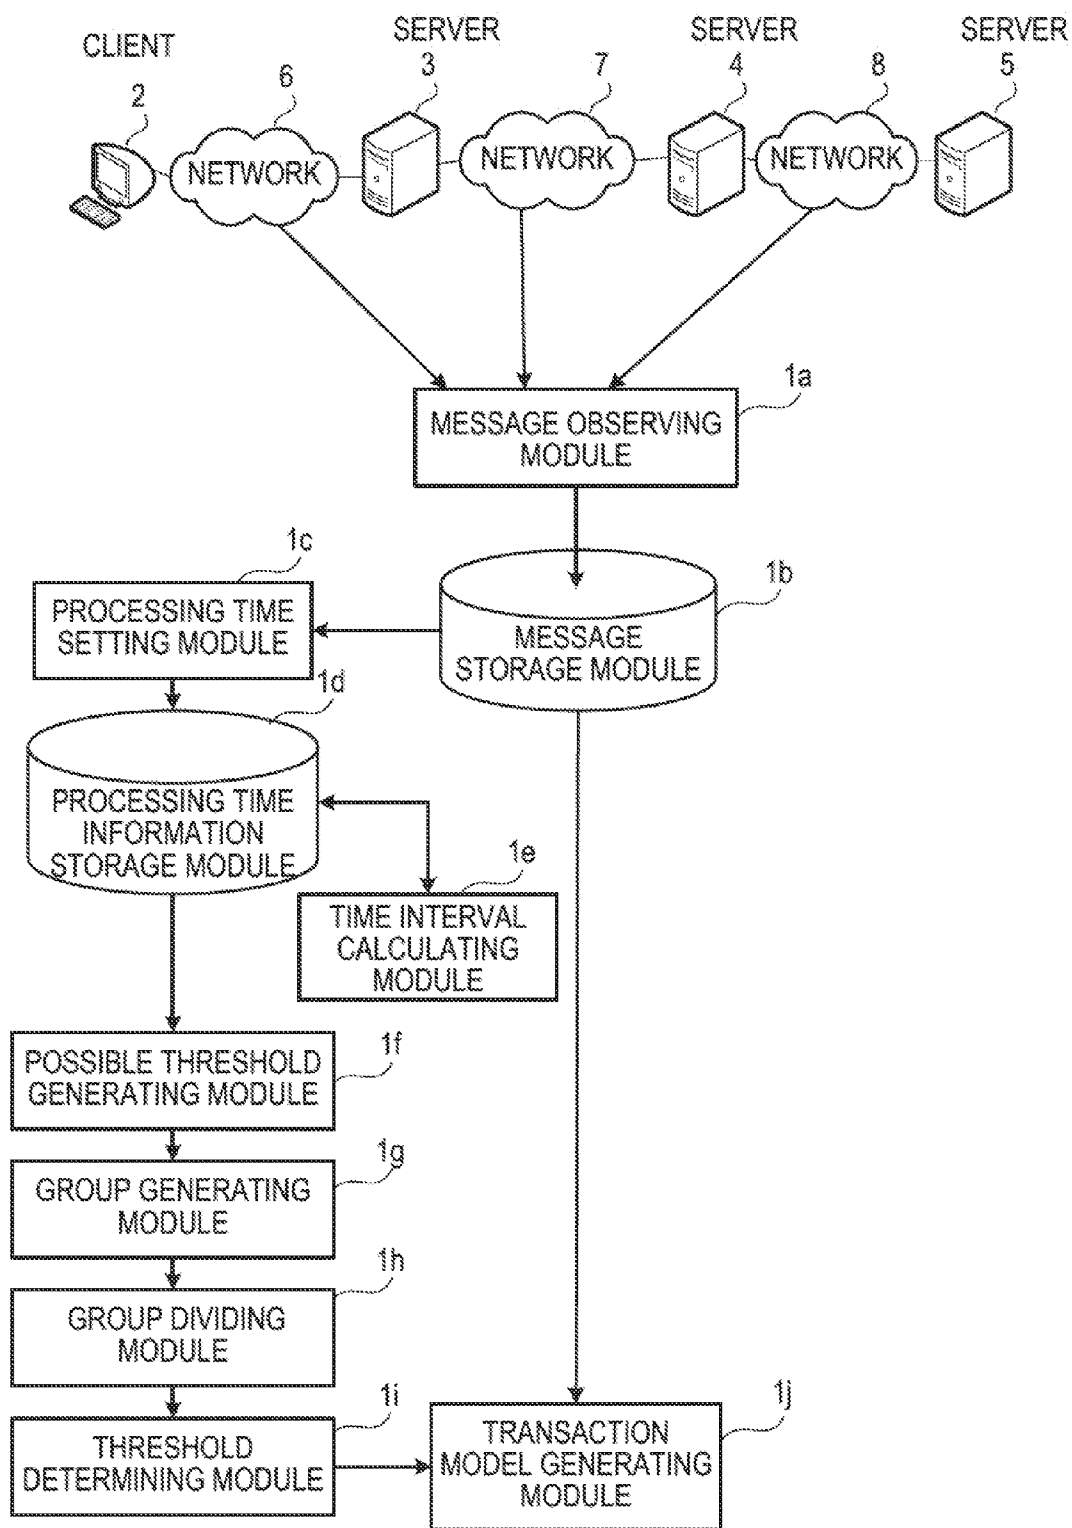 CLIENT
SERVER
SERVER
SERVER
2
6
3
7
4
8
5
NETWORK
NETWORK
NETWORK
1a
MESSAGE OBSERVING
MODULE
1c
PROCESSING TIME
SETTING MODULE
1b
MESSAGE
STORAGE MODULE
1d
PROCESSING TIME
INFORMATION
STORAGE MODULE
1e
TIME INTERVAL
CALCULATING
MODULE
1f
POSSIBLE THRESHOLD
GENERATING MODULE
1g
GROUP GENERATING
MODULE
1h
GROUP DIVIDING
MODULE
1i
THRESHOLD
DETERMINING MODULE
1j
TRANSACTION
MODEL GENERATING
MODULE